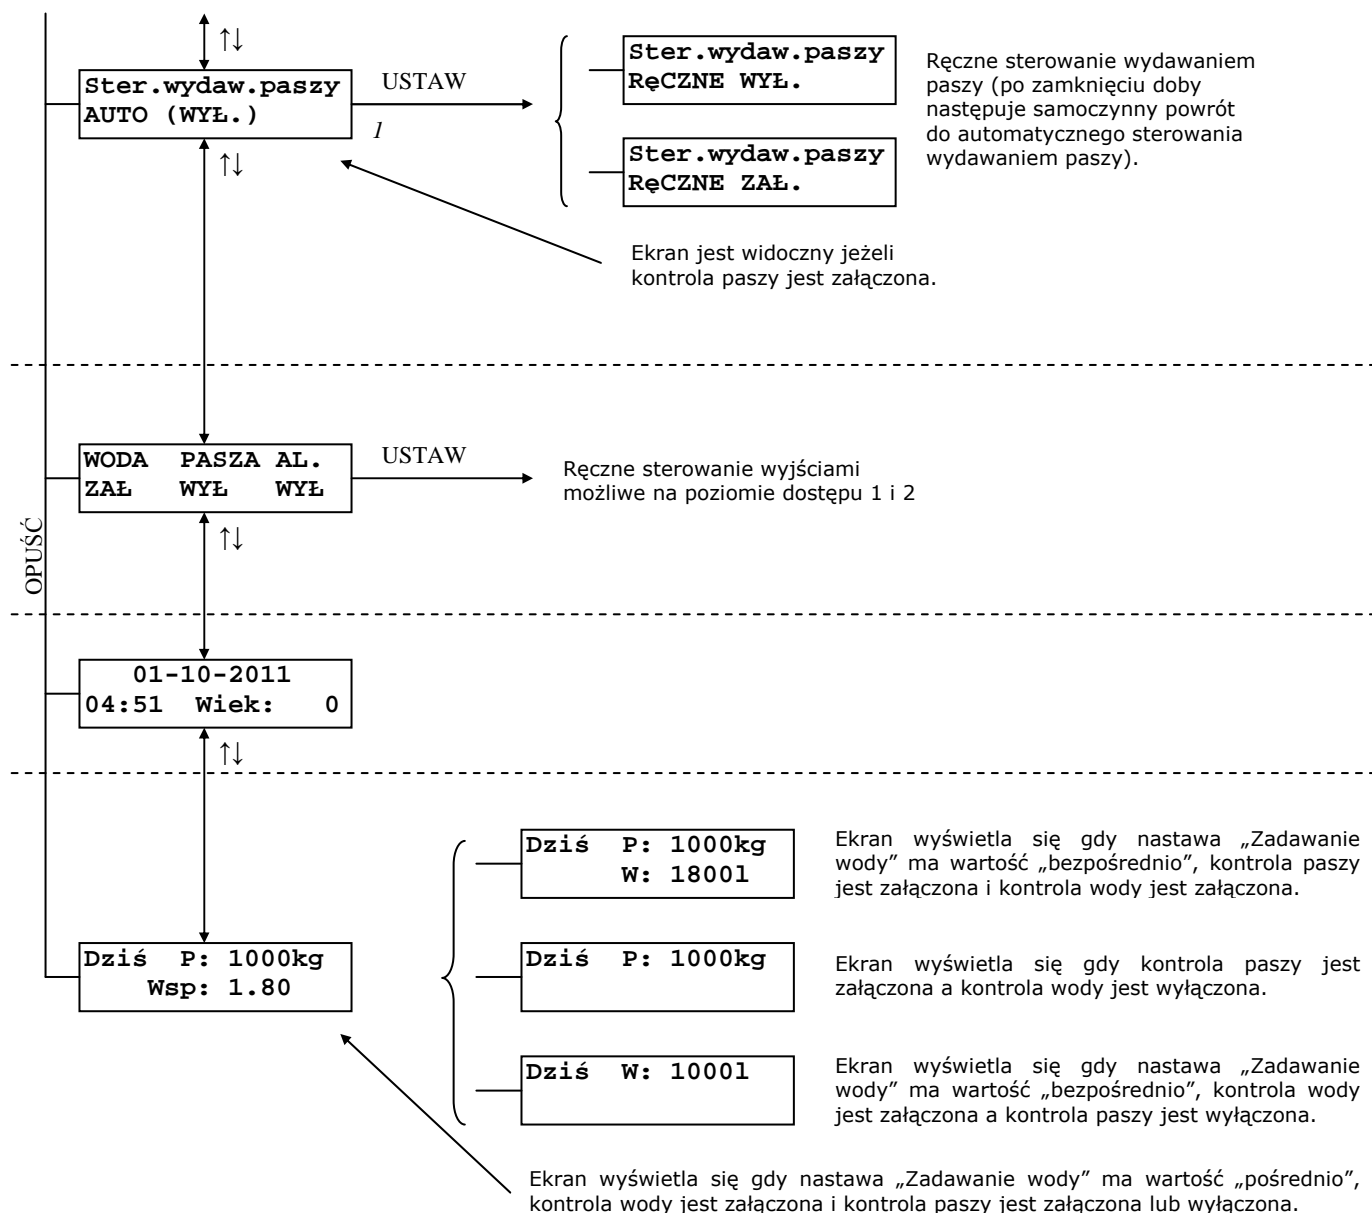 ↑↓
Ster.wydaw.paszy
AUTO (WYŁ.)
USTAW
1
Ster.wydaw.paszy
RęCZNE WYŁ.
Ster.wydaw.paszy
RęCZNE ZAŁ.
Ręczne sterowanie wydawaniem
paszy (po zamknięciu doby
następuje samoczynny powrót
do automatycznego sterowania
wydawaniem paszy).
↑↓
Ekran jest widoczny jeżeli
kontrola paszy jest załączona.
WODA PASZA AL.
ZAŁ WYŁ WYŁ
USTAW
Ręczne sterowanie wyjściami
możliwe na poziomie dostępu 1 i 2
↑↓
OPUŚĆ
01-10-2011
04:51 Wiek: 0
↑↓
Dziś P: 1000kg
W: 1800l
Ekran wyświetla się gdy nastawa „Zadawanie
wody” ma wartość „bezpośrednio”, kontrola paszy
jest załączona i kontrola wody jest załączona.
Dziś P: 1000kg
Wsp: 1.80
Dziś P: 1000kg
Ekran wyświetla się gdy kontrola paszy jest
załączona a kontrola wody jest wyłączona.
Dziś W: 1000l
Ekran wyświetla się gdy nastawa „Zadawanie
wody” ma wartość „bezpośrednio”, kontrola wody
jest załączona a kontrola paszy jest wyłączona.
Ekran wyświetla się gdy nastawa „Zadawanie wody” ma wartość „pośrednio”,
kontrola wody jest załączona i kontrola paszy jest załączona lub wyłączona.